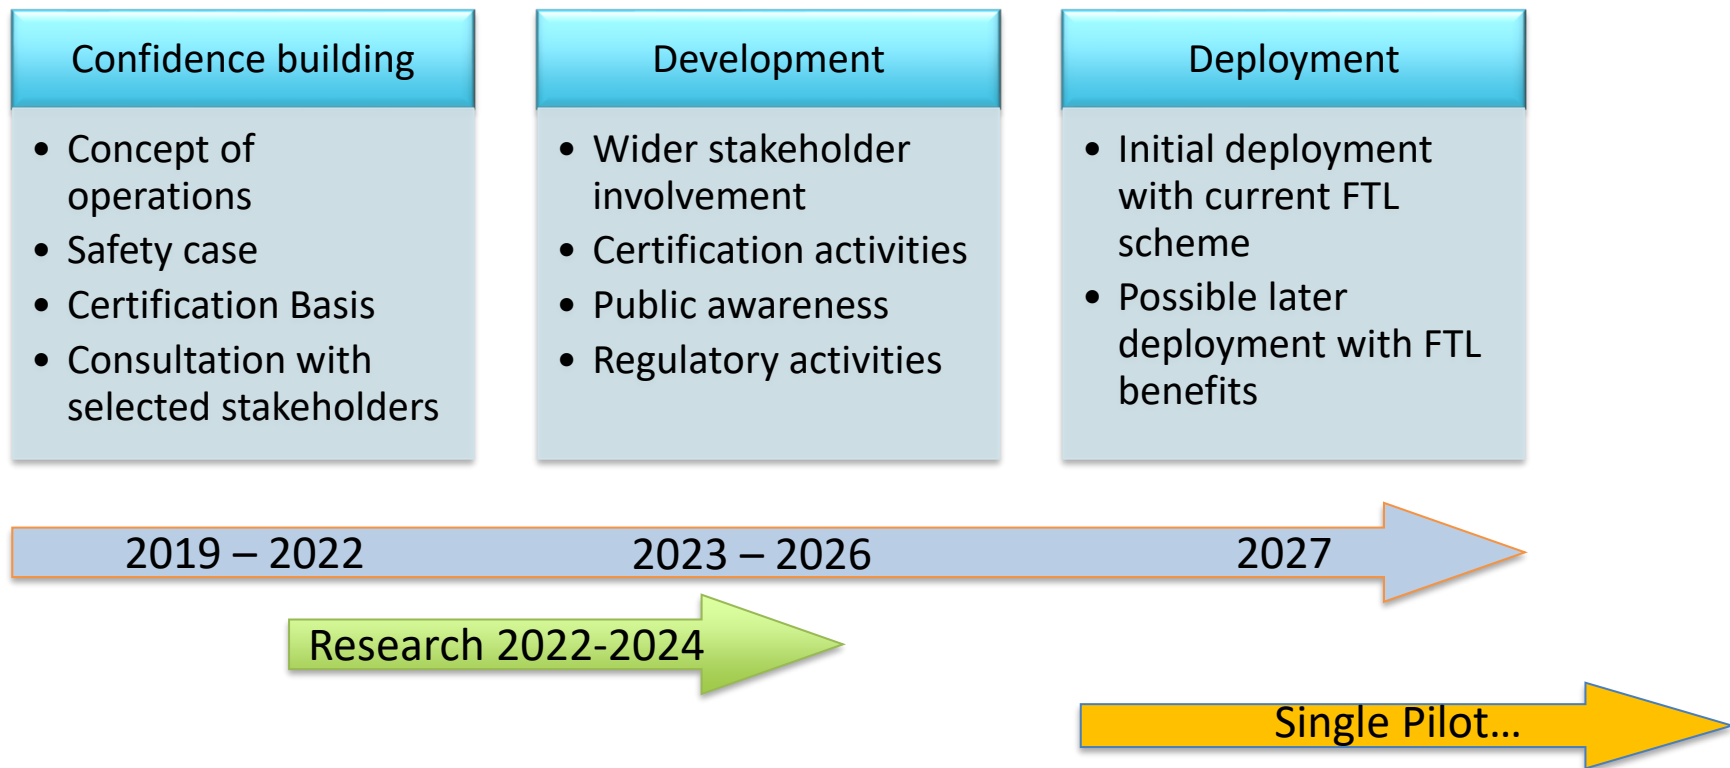 Confidence building
• Concept of
operations
• Safety case
• Certification Basis
• Consultation with
selected stakeholders
Development
• Wider stakeholder
involvement
• Certification activities
• Public awareness
• Regulatory activities
Deployment
• Initial deployment
with current FTL
scheme
• Possible later
deployment with FTL
benefits
2019 – 2022
2023 – 2026
2027
Research 2022-2024
Single Pilot...